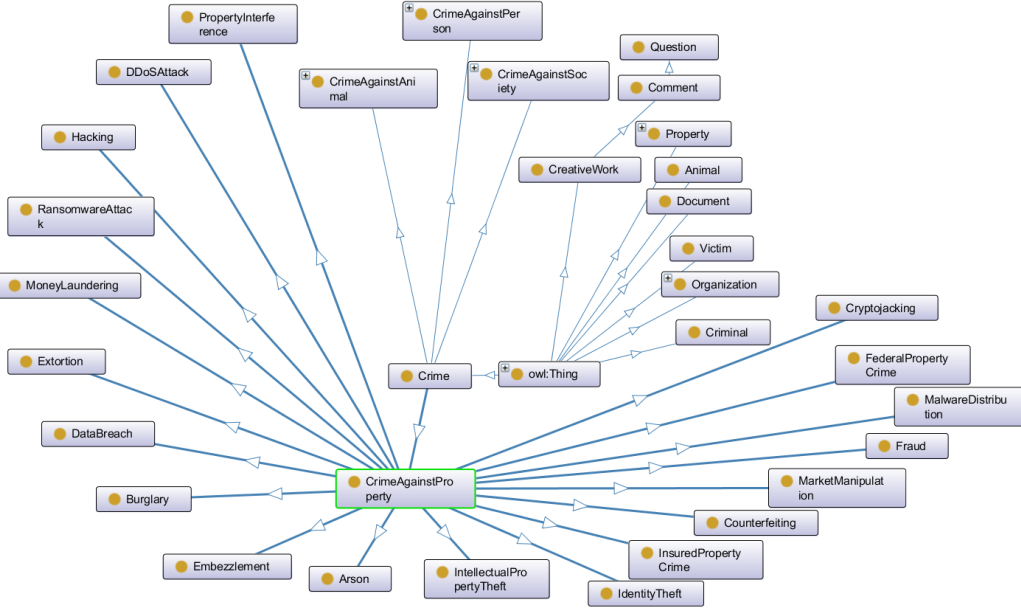 PropertyInterfe
rence
CrimeAgainstPer
son
Question
DDoSAttack
CrimeAgainstAni
mal
CrimeAgainstSoc
iety
Comment
Hacking
Property
CreativeWork
Animal
RansomwareAttac
k
Document
Victim
MoneyLaundering
Organization
Cryptojacking
Criminal
Extortion
Crime
owl:Thing
FederalProperty
Crime
MalwareDistribu
tion
DataBreach
Fraud
CrimeAgainstPro
perty
MarketManipulat
ion
Burglary
Counterfeiting
Embezzlement
Arson
IntellectualPro
pertyTheft
InsuredProperty
Crime
IdentityTheft